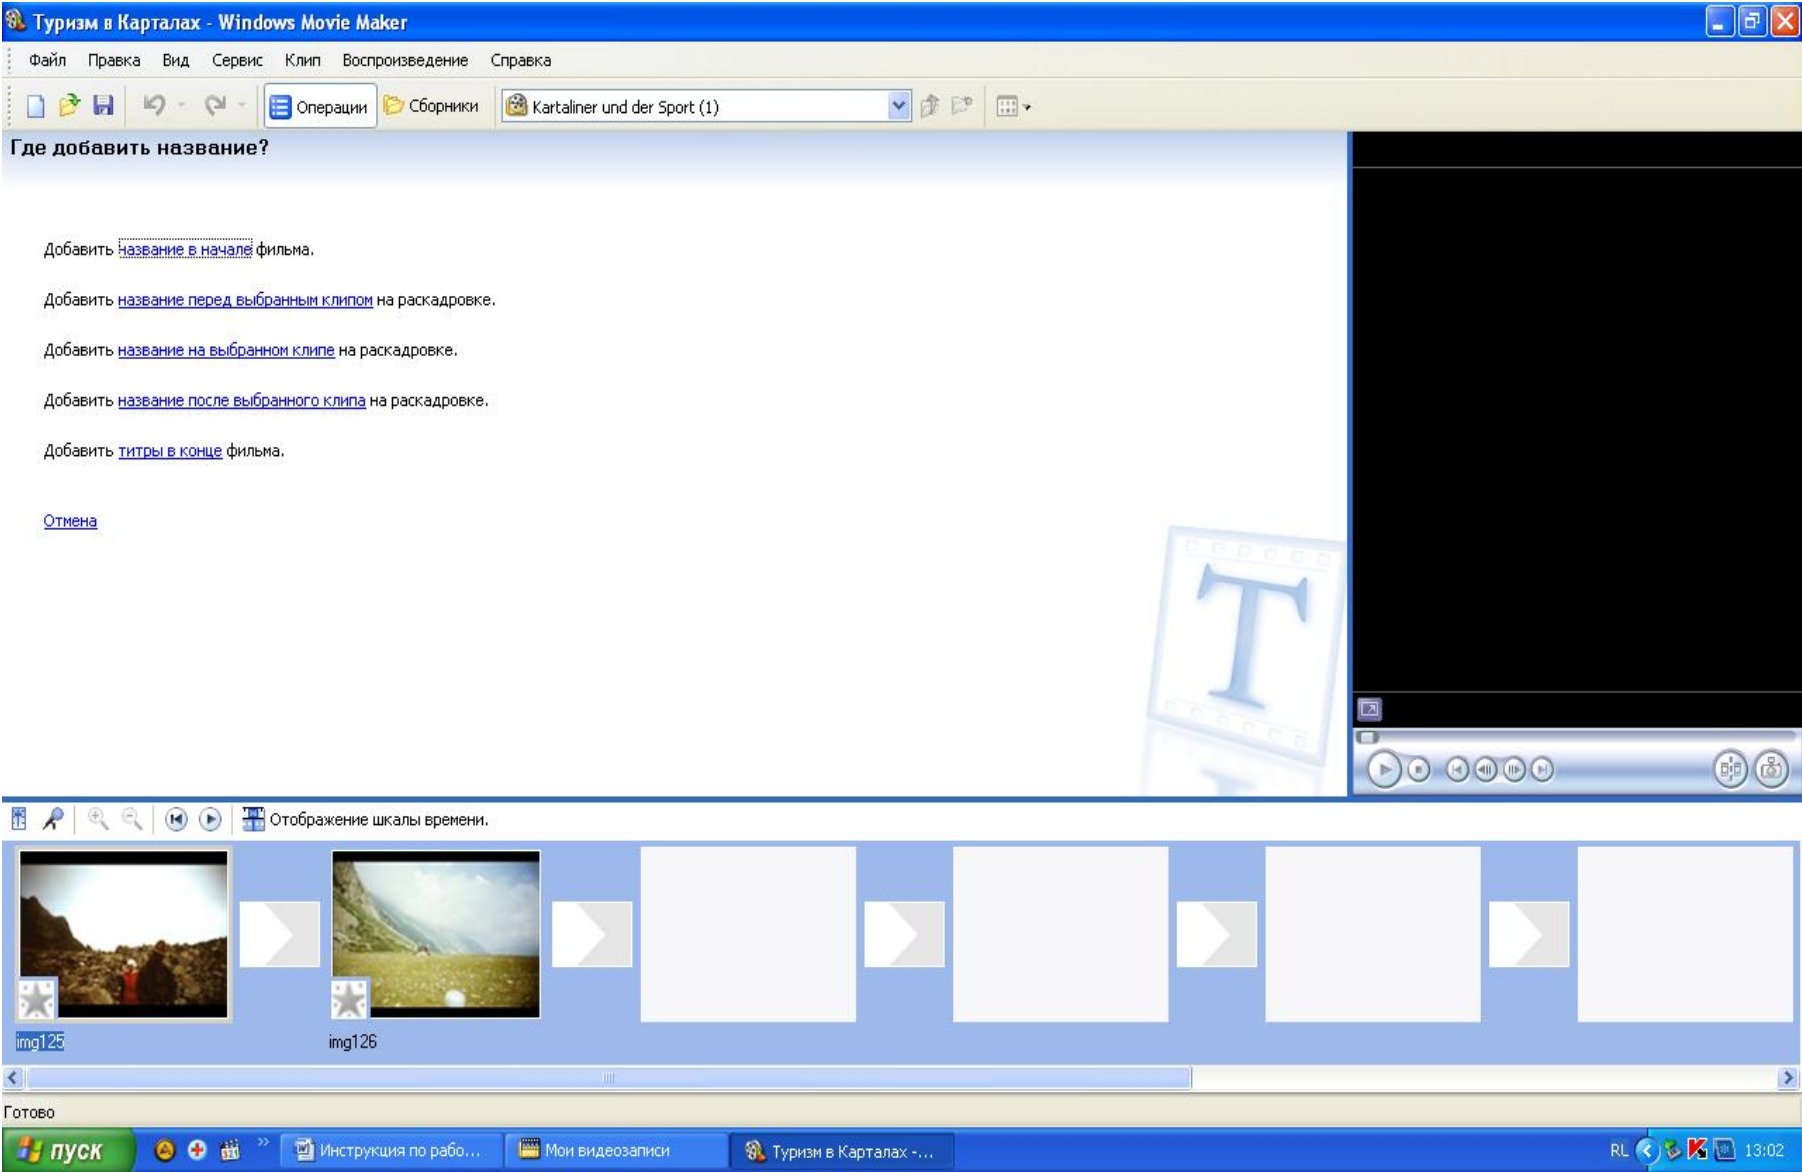 Туризм в Карталах - Windows Movie Maker
Файл Правка Вид Сервис Клип Воспроизведение Справка
Операции Сборники Kartaliner und der Sport (1)
Где добавить название?
Добавить название в начале фильма.
Добавить название перед выбранным клипом на раскадровке.
Добавить название на выбранном клипе на раскадровке.
Добавить название после выбранного клипа на раскадровке.
Добавить титры в конце фильма.
Отмена
T
Отображение шкалы времени.
img125 img126
Готово
пуск » Инструкция по рабо... Мои видеозаписи Туризм в Карталах -... RL 13:02